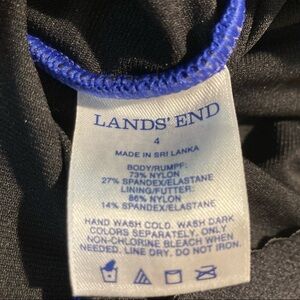 LANDS' END
4
MADE IN SRI LANKA
BODY/RUMPF:
73% NYLON
27% SPANDEX/ELASTANE
LINING/FUTTER:
86% NYLON
14% SPANDEX/ELASTANE
HAND WASH COLD. WASH DARK
COLORS SEPARATELY. ONLY
NON-CHLORINE BLEACH WHEN
NEEDED. LINE DRY. DO NOT IRON.